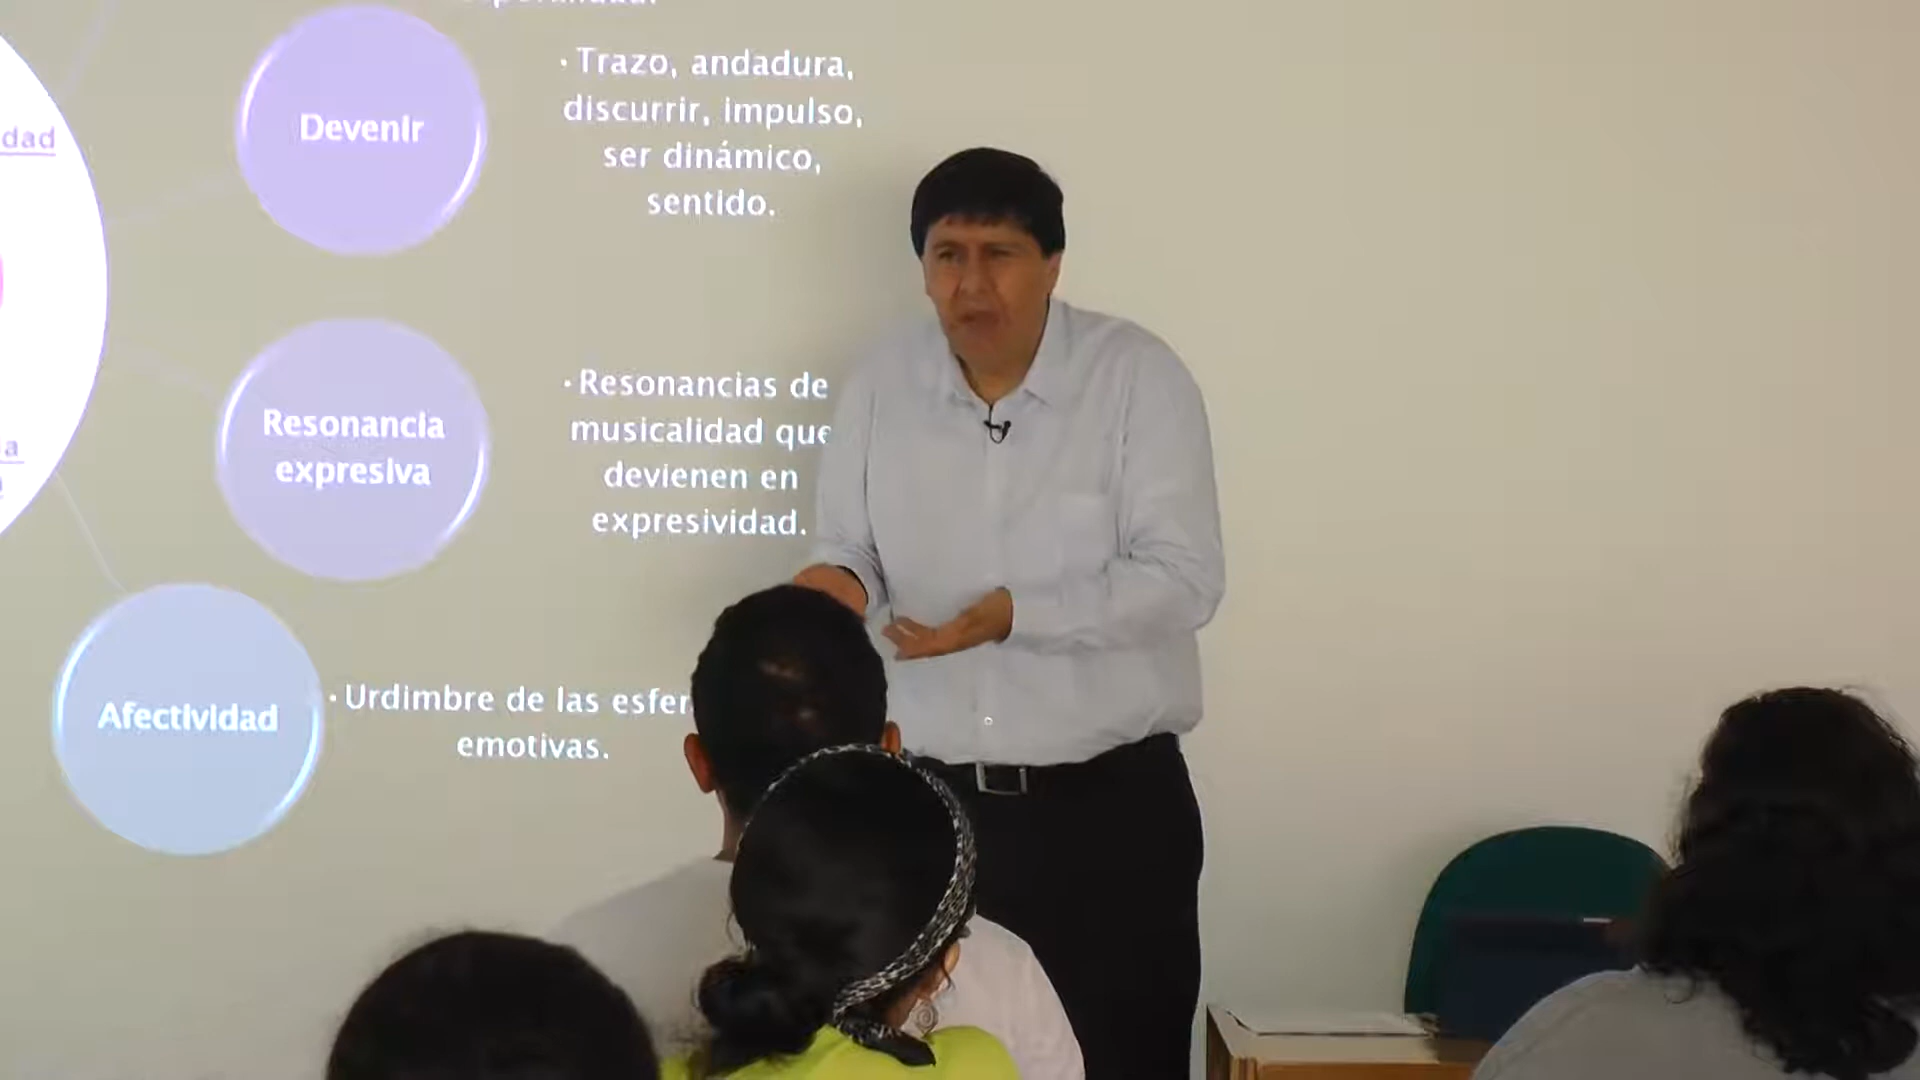 dad
Devenir
· Trazo, andadura,
discurrir, impulso,
ser dinámico,
sentido.
Resonancia
expresiva
· Resonancias de
musicalidad que
devienen en
expresividad.
a
Afectividad
· Urdimbre de las esfer
emotivas.